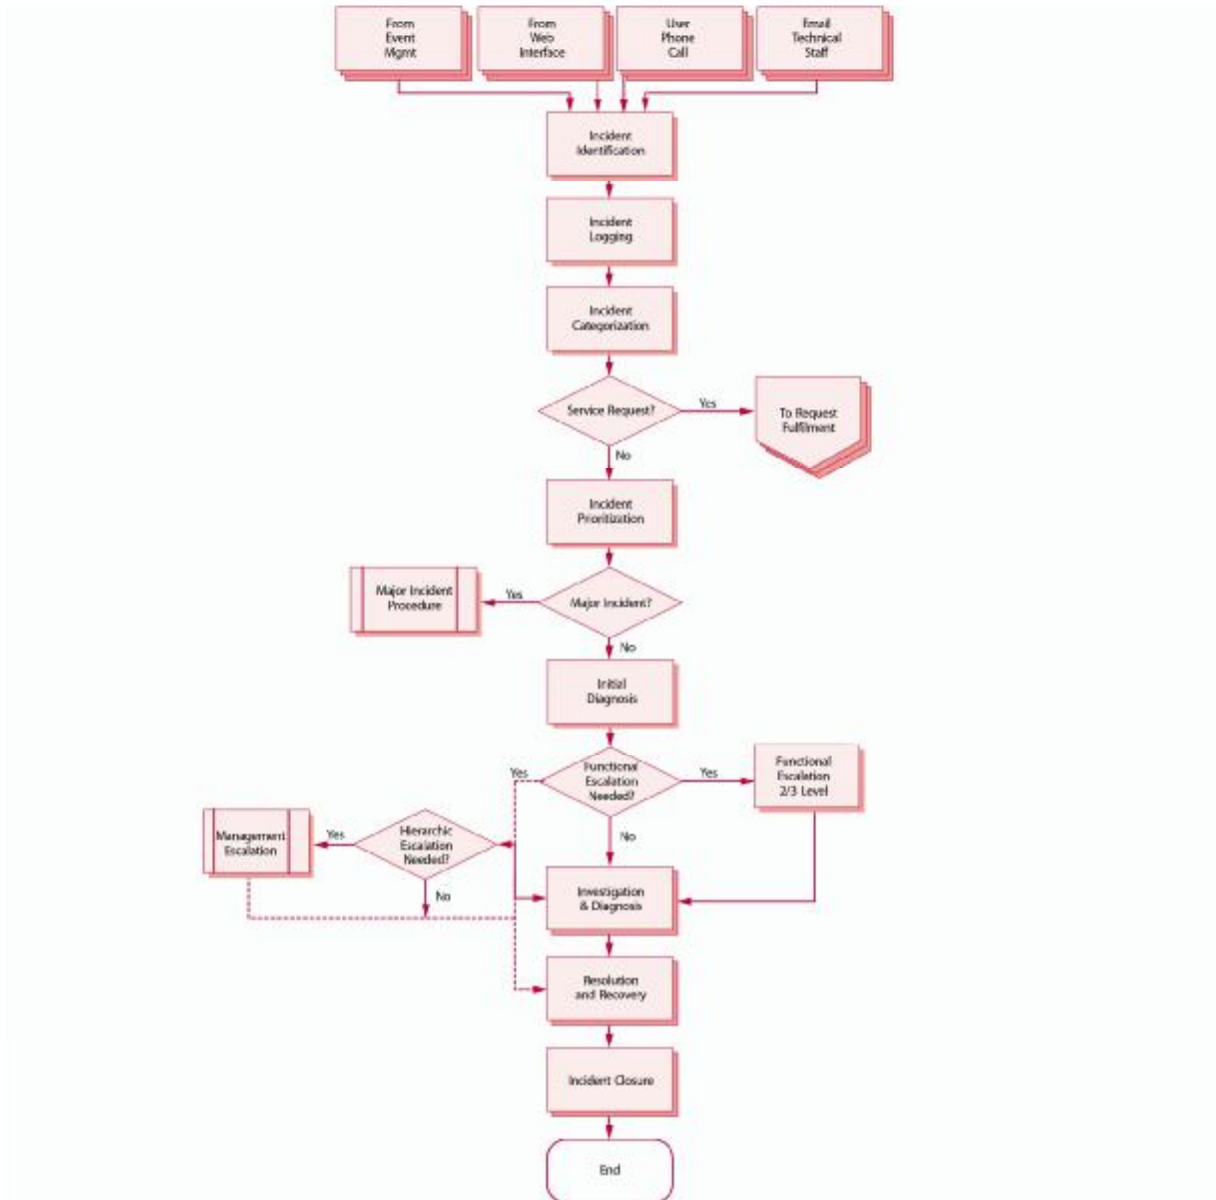 From
Event
Mgmt
From
Web
Interface
User
Phone
Call
Email
Technical
Staff
Incident
Identification
Incident
Logging
Incident
Categorization
Service Request?
Yes
To Request
Fulfilment
No
Incident
Prioritization
Major Incident
Procedure
Yes
Major Incident?
No
Initial
Diagnosis
Yes
Functional
Escalation
Needed?
Yes
Functional
Escalation
2/3 Level
No
Management
Escalation
Yes
Hierarchic
Escalation
Needed?
No
Investigation
& Diagnosis
Resolution
and Recovery
Incident Closure
End